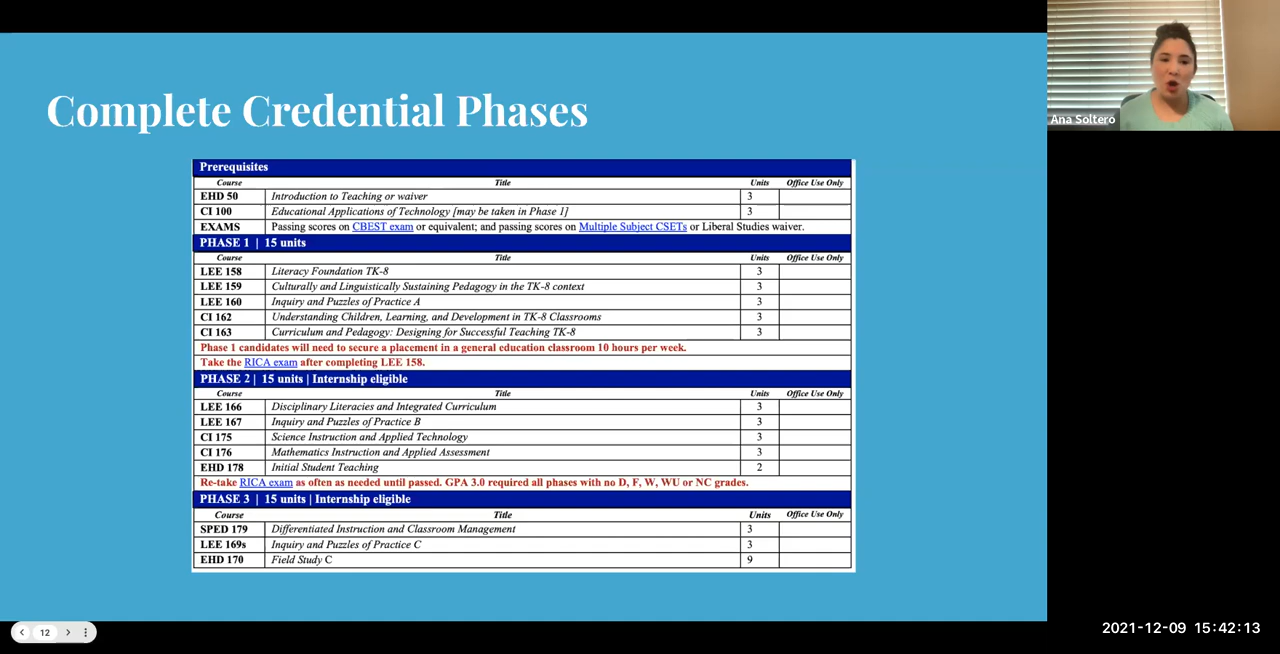 Complete Credential Phases
Ana Soltero
Prerequisites
Course Title Units Office Use Only
EHD 50 Introduction to Teaching or waiver 3
CI 100 Educational Applications of Technology [may be taken in Phase 1] 3
EXAMS Passing scores on CBEST exam or equivalent; and passing scores on Multiple Subject CSETs or Liberal Studies waiver.
PHASE 1 | 15 units
Course Title Units Office Use Only
LEE 158 Literacy Foundation TK-8 3
LEE 159 Culturally and Linguistically Sustaining Pedagogy in the TK-8 context 3
LEE 160 Inquiry and Puzzles of Practice A 3
CI 162 Understanding Children, Learning, and Development in TK-8 Classrooms 3
CI 163 Curriculum and Pedagogy: Designing for Successful Teaching TK-8 3
Phase 1 candidates will need to secure a placement in a general education classroom 10 hours per week.
Take the RICA exam after completing LEE 158.
PHASE 2 | 15 units | Internship eligible
Course Title Units Office Use Only
LEE 166 Disciplinary Literacies and Integrated Curriculum 3
LEE 167 Inquiry and Puzzles of Practice B 3
CI 175 Science Instruction and Applied Technology 3
CI 176 Mathematics Instruction and Applied Assessment 3
EHD 178 Initial Student Teaching 2
Re-take RICA exam as often as needed until passed. GPA 3.0 required all phases with no D, F, W, WU or NC grades.
PHASE 3 | 15 units | Internship eligible
Course Title Units Office Use Only
SPED 179 Differentiated Instruction and Classroom Management 3
LEE 169s Inquiry and Puzzles of Practice C 3
EHD 170 Field Study C 9
12
2021-12-09 15:42:13